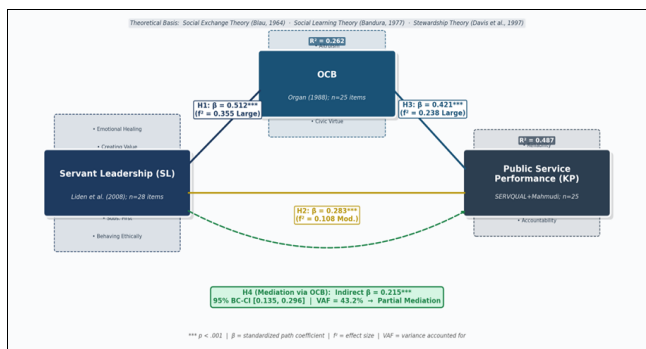 Theoretical Basis: Social Exchange Theory (Blau, 1964) · Social Learning Theory (Bandura, 1977) · Stewardship Theory (Davis et al., 1997)
R² = 0.262
OCB
Organ (1988); n=25 items
• Civic Virtue
H1: β = 0.512***
(f² = 0.355 Large)
H3: β = 0.421***
(f² = 0.238 Large)
• Emotional Healing
• Creating Value
Servant Leadership (SL)
Liden et al. (2008); n=28 items
• Behaving Ethically
R² = 0.487
Public Service
Performance (KP)
SERVQUAL+Mahmudi; n=25
• Accountability
H2: β = 0.283***
(f² = 0.108 Mod.)
H4 (Mediation via OCB): Indirect β = 0.215***
95% BC-CI [0.135, 0.296] | VAF = 43.2% → Partial Mediation
*** p < .001 | β = standardized path coefficient | f² = effect size | VAF = variance accounted for